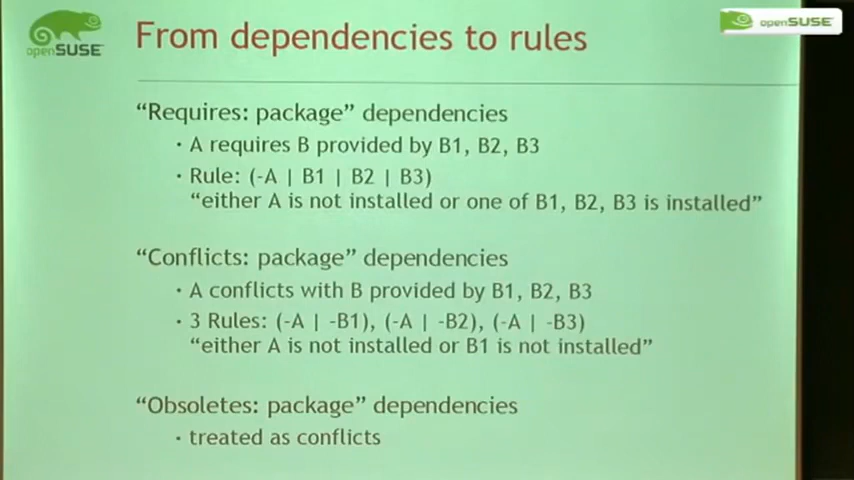 openSUSE
From dependencies to rules
openSUSE
“Requires: package” dependencies
• A requires B provided by B1, B2, B3
• Rule: (-A | B1 | B2 | B3)
“either A is not installed or one of B1, B2, B3 is installed”
“Conflicts: package” dependencies
• A conflicts with B provided by B1, B2, B3
• 3 Rules: (-A | -B1), (-A | -B2), (-A | -B3)
“either A is not installed or B1 is not installed”
“Obsoletes: package” dependencies
• treated as conflicts